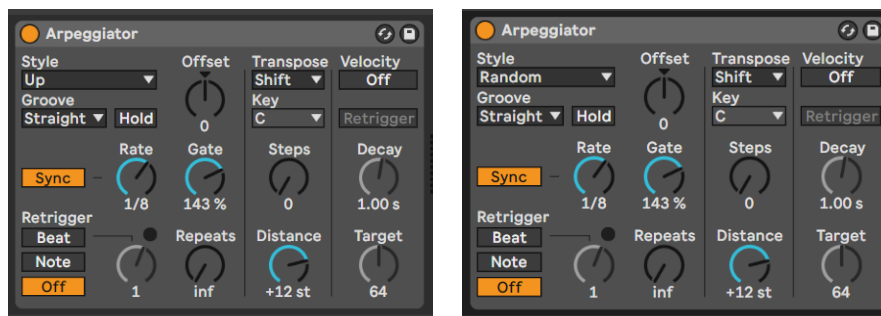 Arpeggiator
Style Offset Transpose Velocity
Up Shift Off
Groove Key
Straight Hold 0 C Retrigger
Rate Gate Steps Decay
Sync
1/8 143 % 0 1.00 s
Retrigger
Beat Repeats Distance Target
Note
Off 1 inf +12 st 64
Arpeggiator
Style Offset Transpose Velocity
Random Shift Off
Groove Key
Straight Hold 0 C Retrigger
Rate Gate Steps Decay
Sync
1/8 143 % 0 1.00 s
Retrigger
Beat Repeats Distance Target
Note
Off 1 inf +12 st 64